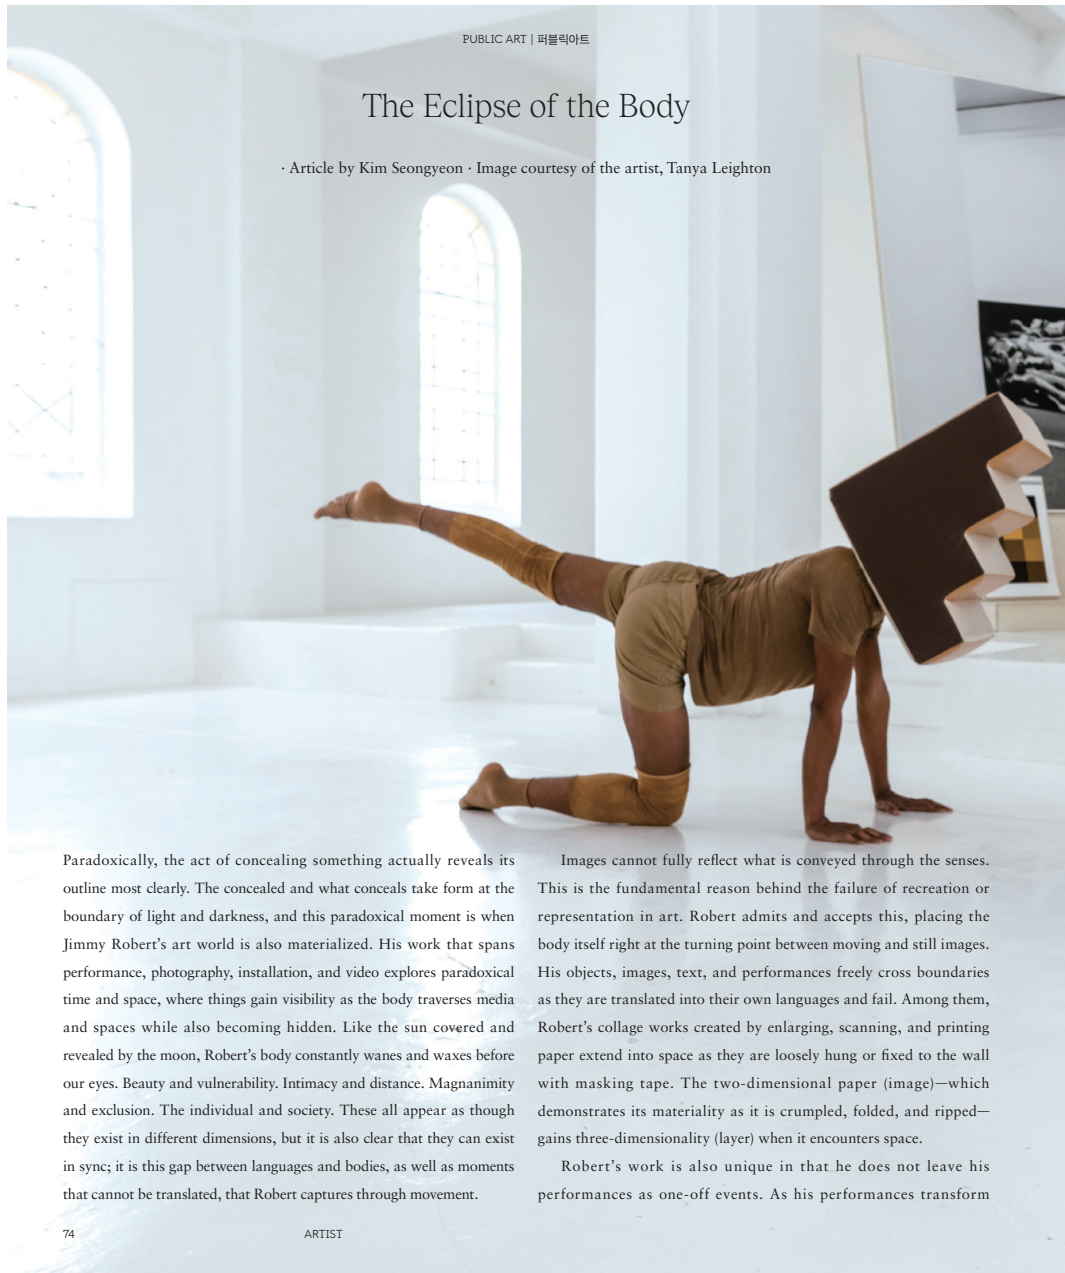 PUBLIC ART | 퍼블릭아트
The Eclipse of the Body
· Article by Kim Seongyeon · Image courtesy of the artist, Tanya Leighton
Paradoxically, the act of concealing something actually reveals its
outline most clearly. The concealed and what conceals take form at the
boundary of light and darkness, and this paradoxical moment is when
Jimmy Robert’s art world is also materialized. His work that spans
performance, photography, installation, and video explores paradoxical
time and space, where things gain visibility as the body traverses media
and spaces while also becoming hidden. Like the sun covered and
revealed by the moon, Robert’s body constantly wanes and waxes before
our eyes. Beauty and vulnerability. Intimacy and distance. Magnanimity
and exclusion. The individual and society. These all appear as though
they exist in different dimensions, but it is also clear that they can exist
in sync; it is this gap between languages and bodies, as well as moments
that cannot be translated, that Robert captures through movement.
Images cannot fully reflect what is conveyed through the senses.
This is the fundamental reason behind the failure of recreation or
representation in art. Robert admits and accepts this, placing the
body itself right at the turning point between moving and still images.
His objects, images, text, and performances freely cross boundaries
as they are translated into their own languages and fail. Among them,
Robert’s collage works created by enlarging, scanning, and printing
paper extend into space as they are loosely hung or fixed to the wall
with masking tape. The two-dimensional paper (image)—which
demonstrates its materiality as it is crumpled, folded, and ripped—
gains three-dimensionality (layer) when it encounters space.
Robert’s work is also unique in that he does not leave his
performances as one-off events. As his performances transform
74
ARTIST